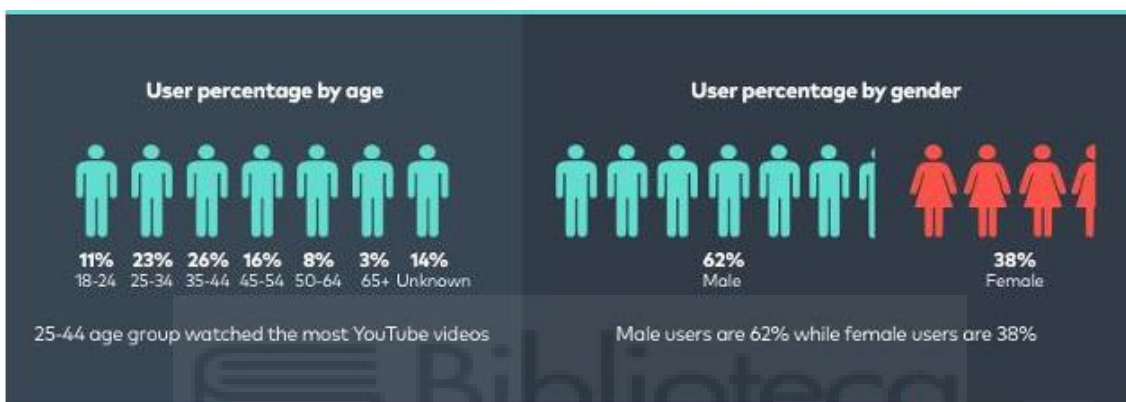 User percentage by age
11% 23% 26% 16% 8% 3% 14%
18-24 25-34 35-44 45-54 50-64 65+ Unknown
25-44 age group watched the most YouTube videos
User percentage by gender
62% 38%
Male Female
Male users are 62% while female users are 38%
Biblioteca